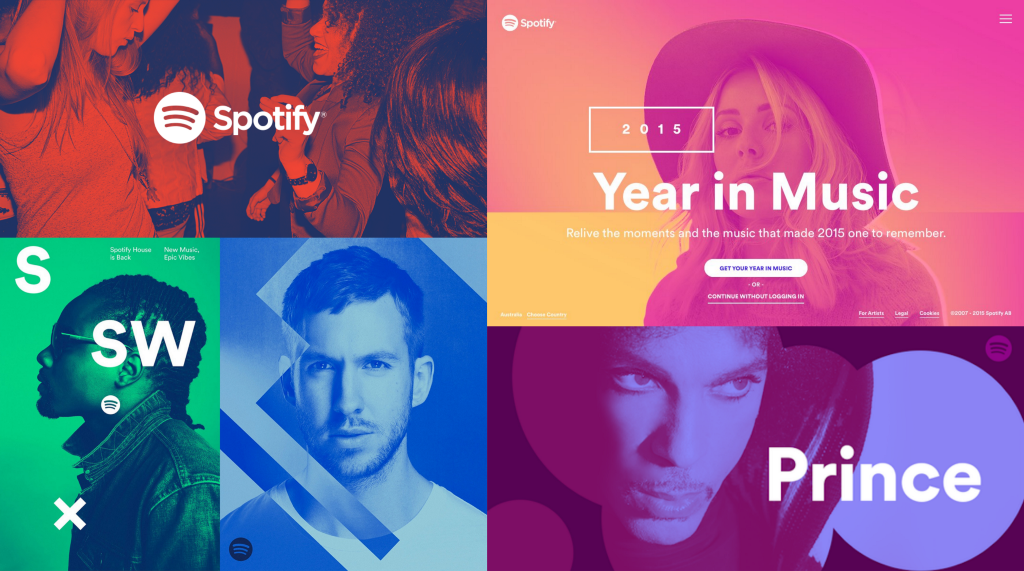 Spotify®
Spotify®
2015
Year in Music
Relive the moments and the music that made 2015 one to remember.
GET YOUR YEAR IN MUSIC
- OR -
CONTINUE WITHOUT LOGGING IN
Australia Choose Country
For Artists Legal Cookies ©2007 - 2015 Spotify AB
S
Spotify House
is Back
New Music,
Epic Vibes
SW
X
Prince